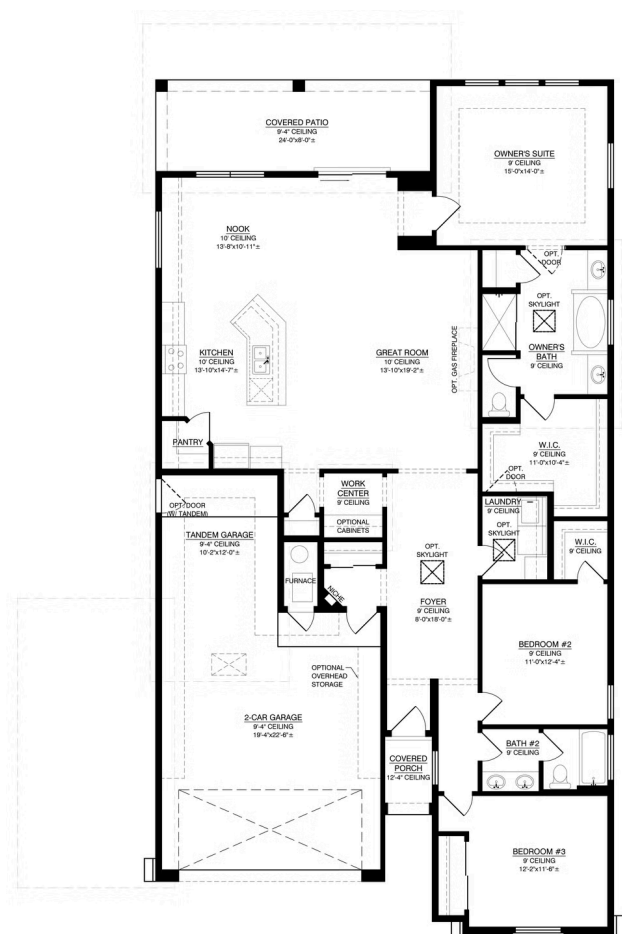 COVERED PATIO
9'-4" CEILING
24'-0"x8'-0"±
OWNER'S SUITE
9' CEILING
15'-0"x14'-0"±
NOOK
10' CEILING
13'-8"x10'-11"±
OPT.
DOOR
OPT.
SKYLIGHT
OWNER'S
BATH
9' CEILING
KITCHEN
10' CEILING
13'-10"x14'-7"±
GREAT ROOM
10' CEILING
13'-10"x19'-2"±
OPT. GAS FIREPLACE
PANTRY
W.I.C.
9' CEILING
11'-0"x10'-4"±
OPT.
DOOR
OPT. DOOR
(W/ TANDEM)
WORK
CENTER
9' CEILING
OPTIONAL
CABINETS
LAUNDRY
9' CEILING
OPT.
SKYLIGHT
TANDEM GARAGE
9'-4" CEILING
10'-2"x12'-0"±
W.I.C.
9' CEILING
OPT.
SKYLIGHT
FURNACE
NICHE
FOYER
9' CEILING
8'-0"x18'-0"±
BEDROOM #2
9' CEILING
11'-0"x12'-4"±
OPTIONAL
OVERHEAD
STORAGE
2-CAR GARAGE
9'-4" CEILING
19'-4"x22'-6"±
BATH #2
9' CEILING
COVERED
PORCH
12'-4" CEILING
BEDROOM #3
9' CEILING
12'-2"x11'-6"±